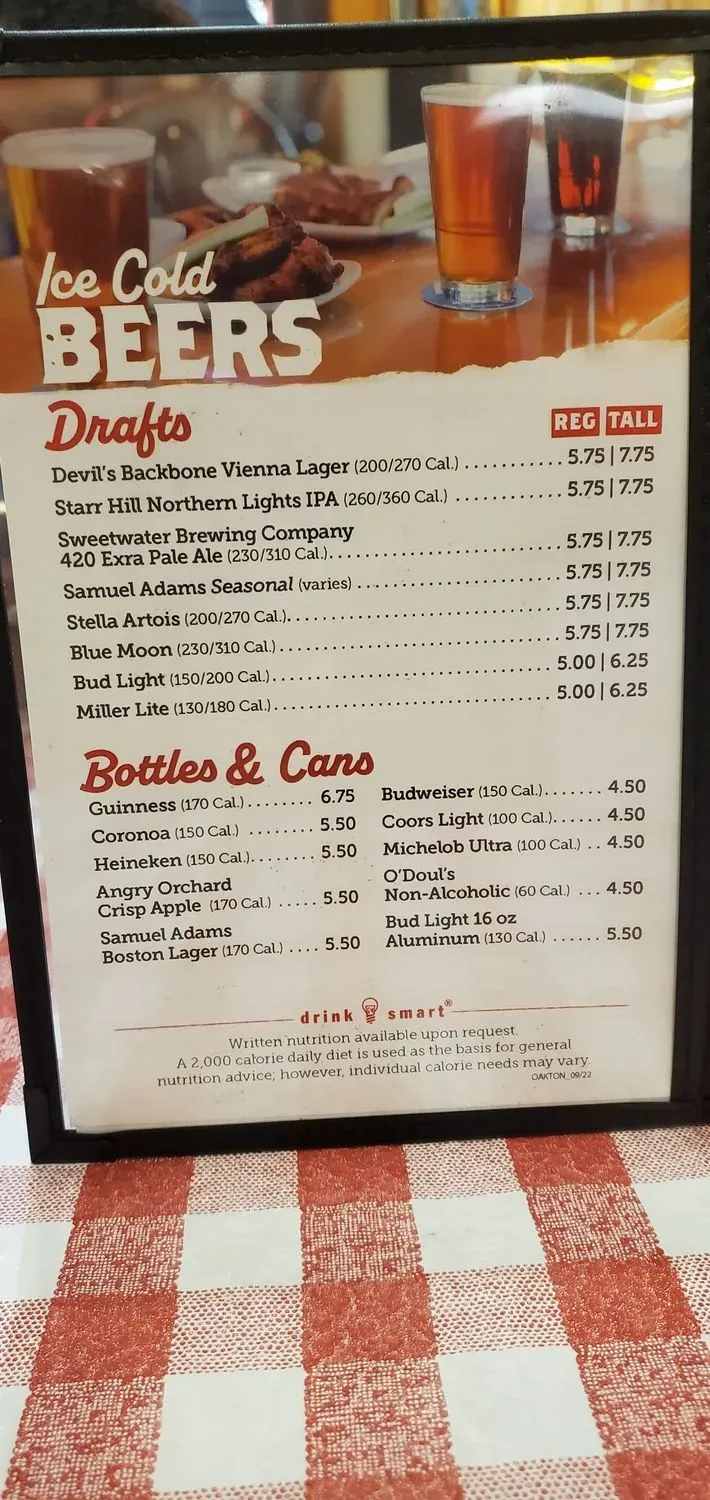 Ice Cold
BEERS
Drafts
REG TALL
Devil's Backbone Vienna Lager (200/270 Cal.) .......... 5.75 | 7.75
Starr Hill Northern Lights IPA (260/360 Cal.) ........... 5.75 | 7.75
Sweetwater Brewing Company
420 Exra Pale Ale (230/310 Cal.)........................ 5.75 | 7.75
Samuel Adams Seasonal (varies) ..................... 5.75 | 7.75
Stella Artois (200/270 Cal.)............................ 5.75 | 7.75
Blue Moon (230/310 Cal.)............................. 5.75 | 7.75
Bud Light (150/200 Cal.)............................. 5.00 | 6.25
Miller Lite (130/180 Cal.)............................. 5.00 | 6.25
Bottles & Cans
Guinness (170 Cal.)........ 6.75
Coronoa (150 Cal.) ........ 5.50
Heineken (150 Cal.)........ 5.50
Angry Orchard
Crisp Apple (170 Cal.) ..... 5.50
Samuel Adams
Boston Lager (170 Cal.) .... 5.50
Budweiser (150 Cal.)....... 4.50
Coors Light (100 Cal.)...... 4.50
Michelob Ultra (100 Cal.) .. 4.50
O'Doul's
Non-Alcoholic (60 Cal.) ... 4.50
Bud Light 16 oz
Aluminum (130 Cal.) ...... 5.50
drink smart®
Written nutrition available upon request.
A 2,000 calorie daily diet is used as the basis for general
nutrition advice; however, individual calorie needs may vary.
OAKTON_09/22